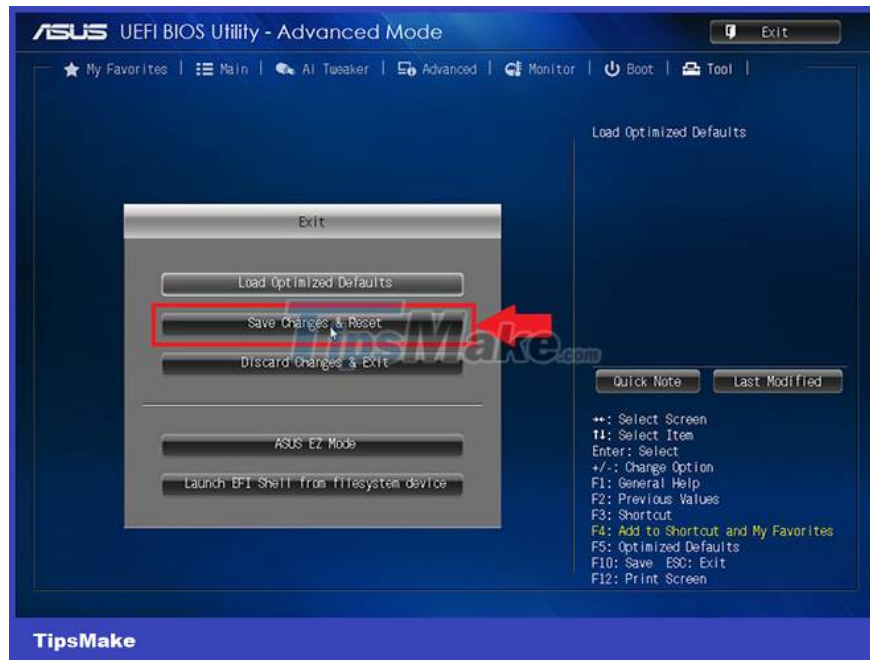 ASUS UEFI BIOS Utility - Advanced Mode
Exit
My Favorites | Main | Ai Tweaker | Advanced | Monitor | Boot | Tool |
Load Optimized Defaults
Exit
Load Optimized Defaults
Save Changes & Reset
TipsMake.com
Discard Changes & Exit
ASUS EZ Mode
Launch EFI Shell from filesystem device
Quick Note
Last Modified
→←: Select Screen
↑↓: Select Item
Enter: Select
+/-: Change Option
F1: General Help
F2: Previous Values
F3: Shortcut
F4: Add to Shortcut and My Favorites
F5: Optimized Defaults
F10: Save ESC: Exit
F12: Print Screen
TipsMake